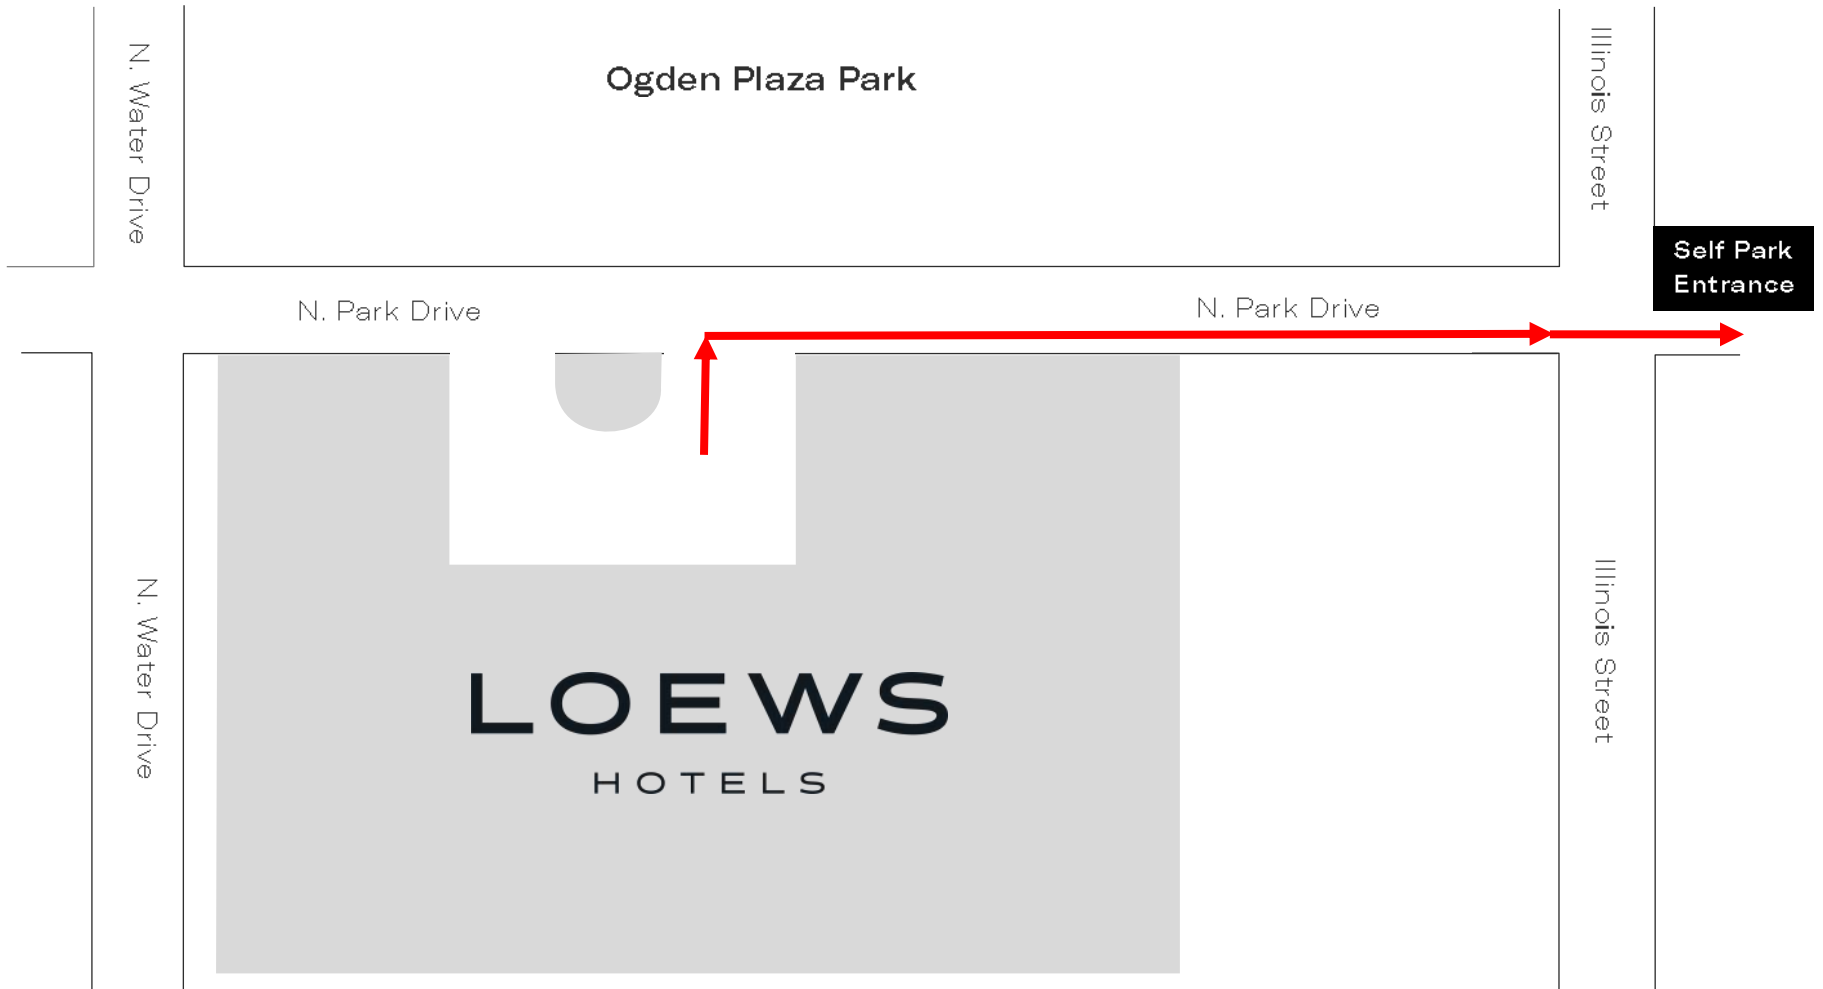 N. Water Drive
Ogden Plaza Park
Illinois Street
Self Park
Entrance
N. Park Drive
N. Park Drive
N. Water Drive
LOEWS
HOTELS
Illinois Street